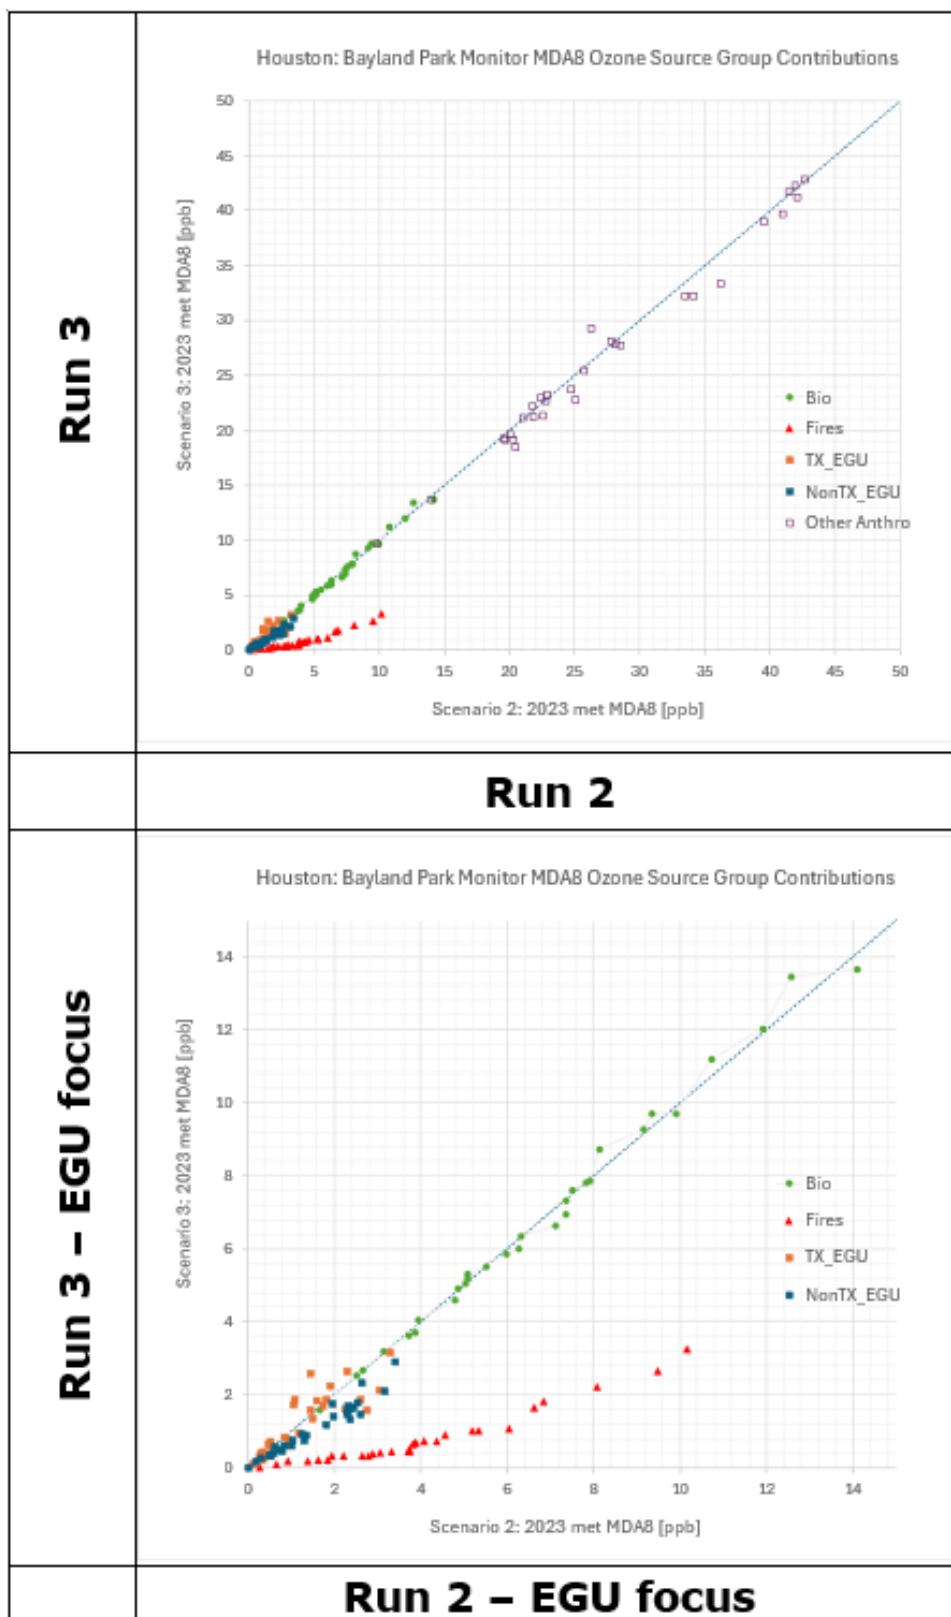 Run 3
Houston: Bayland Park Monitor MDA8 Ozone Source Group Contributions
Scenario 3: 2023 met MDA8 [ppb]
50
45
40
35
30
25
20
15
10
5
0
0 5 10 15 20 25 30 35 40 45 50
Scenario 2: 2023 met MDA8 [ppb]
Bio
Fires
TX_EGU
NonTX_EGU
Other Anthro
Run 2
Run 3 – EGU focus
Houston: Bayland Park Monitor MDA8 Ozone Source Group Contributions
Scenario 3: 2023 met MDA8 [ppb]
14
12
10
8
6
4
2
0
0 2 4 6 8 10 12 14
Scenario 2: 2023 met MDA8 [ppb]
Bio
Fires
TX_EGU
NonTX_EGU
Run 2 – EGU focus